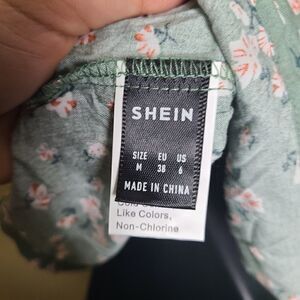 SHEIN
SIZE EU US
M 38 6
MADE IN CHINA
Like Colors,
Non-Chlorine